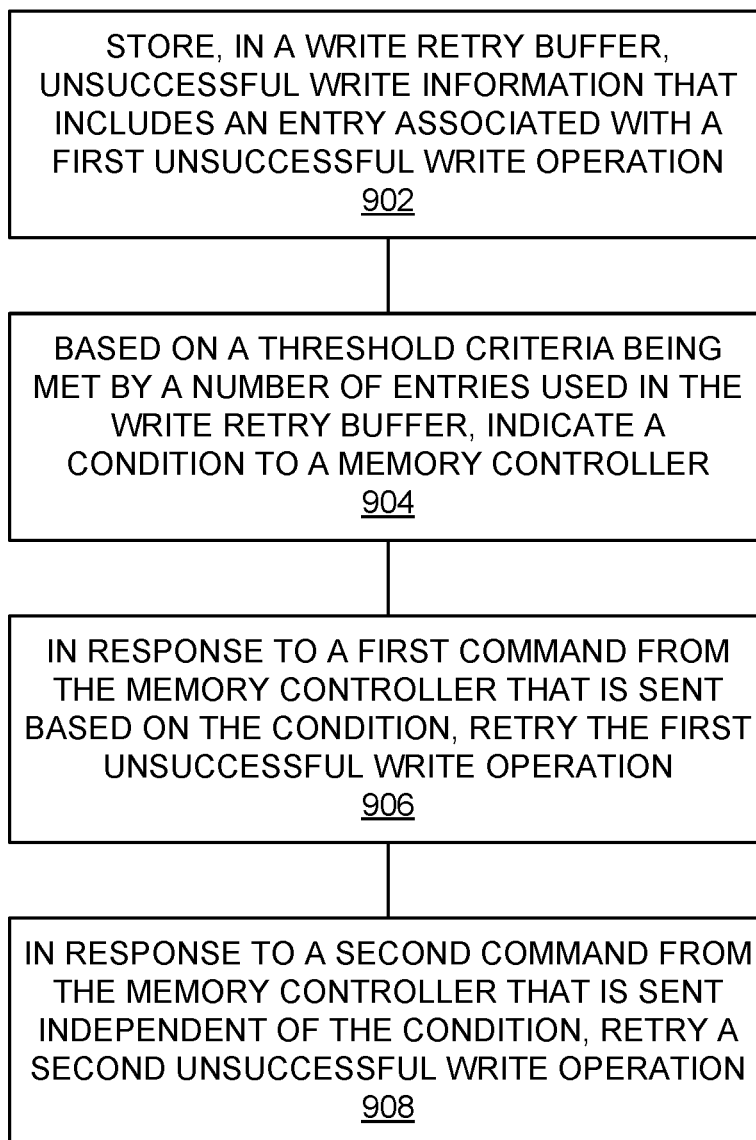 STORE, IN A WRITE RETRY BUFFER,
UNSUCCESSFUL WRITE INFORMATION THAT
INCLUDES AN ENTRY ASSOCIATED WITH A
FIRST UNSUCCESSFUL WRITE OPERATION
902
BASED ON A THRESHOLD CRITERIA BEING
MET BY A NUMBER OF ENTRIES USED IN THE
WRITE RETRY BUFFER, INDICATE A
CONDITION TO A MEMORY CONTROLLER
904
IN RESPONSE TO A FIRST COMMAND FROM
THE MEMORY CONTROLLER THAT IS SENT
BASED ON THE CONDITION, RETRY THE FIRST
UNSUCCESSFUL WRITE OPERATION
906
IN RESPONSE TO A SECOND COMMAND FROM
THE MEMORY CONTROLLER THAT IS SENT
INDEPENDENT OF THE CONDITION, RETRY A
SECOND UNSUCCESSFUL WRITE OPERATION
908